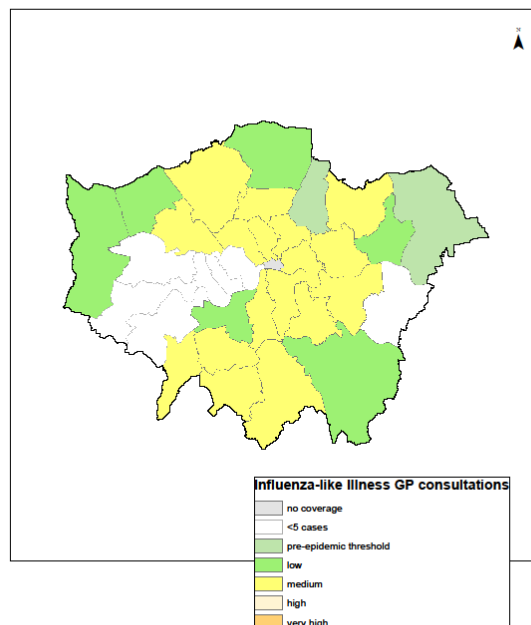 Influenza-like Illness GP consultations
no coverage
<5 cases
pre-epidemic threshold
low
medium
high
very high